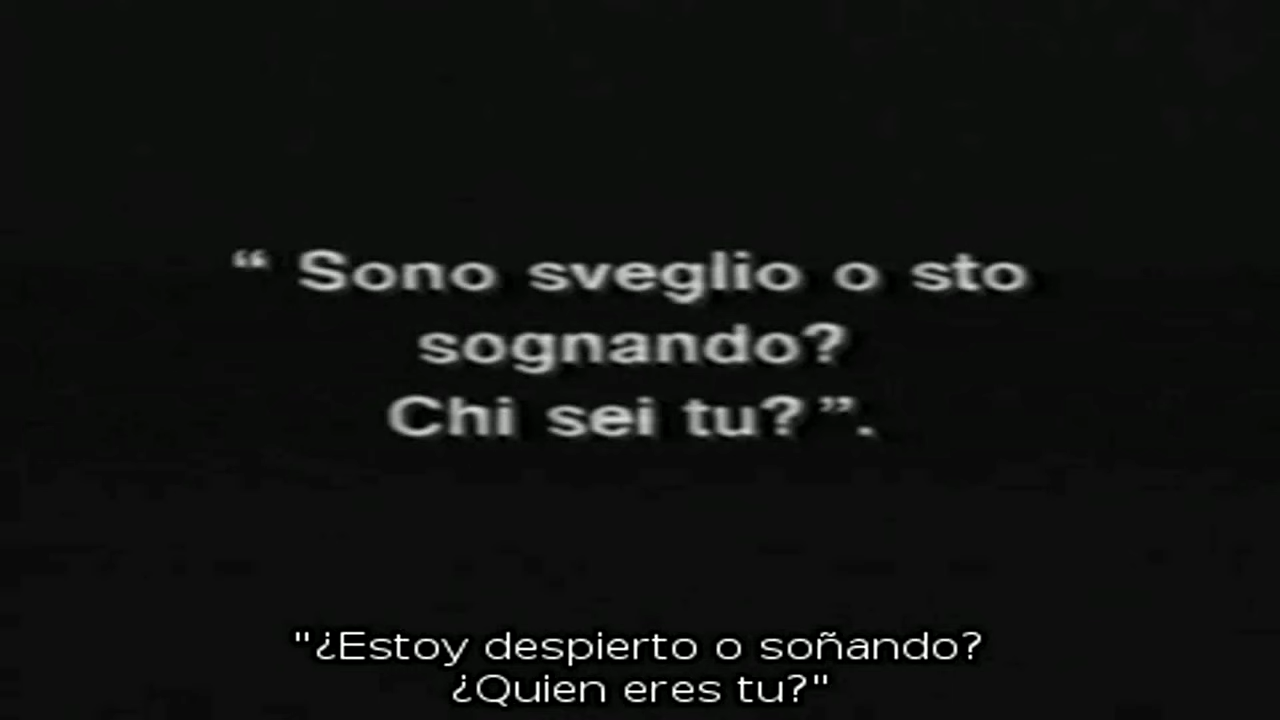 “ Sono sveglio o sto
sognando?
Chi sei tu?”.
"¿Estoy despierto o soñando?
¿Quien eres tu?"